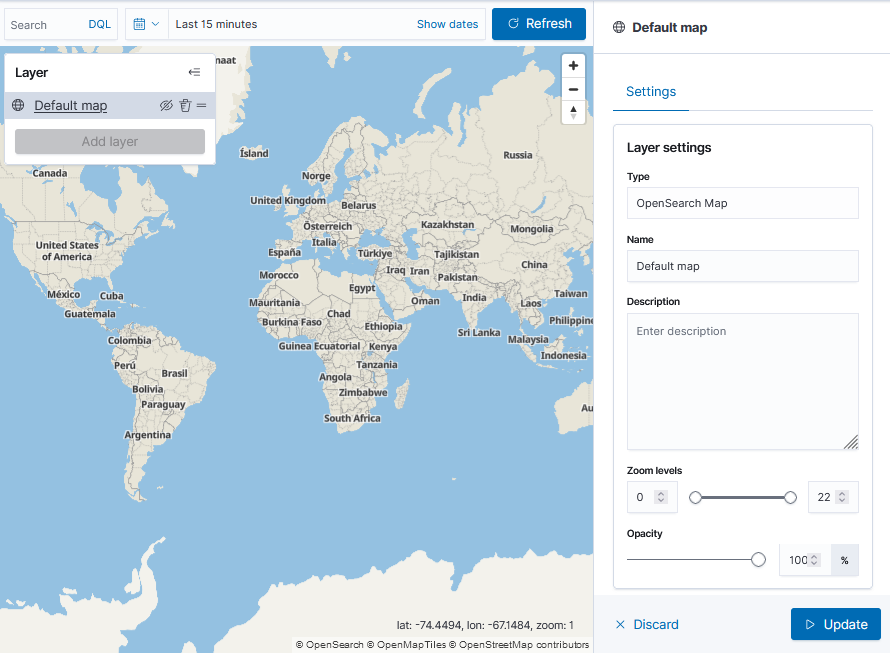 Search
DQL
Last 15 minutes
Show dates
Refresh
Default map
Layer
Default map
Add layer
Settings
Layer settings
Type
OpenSearch Map
Name
Default map
Description
Enter description
Zoom levels
0
22
Opacity
100
%
Discard
Update
naat
Ísland
Canada
Norge
Russia
United Kingdom
Belarus
Österreich
Kazakhstan
Mongolia
United States
of America
Italia
España
Türkiye
Tajikistan
China
Morocco
Iraq
Iran
Pakistan
México
Cuba
Egypt
Taiwan
Mauritania
Oman
India
Laos
Guatemala
Chad
Burkina Faso
Ethiopia
Philippine
Sri Lanka
Colombia
Guinea Ecuatorial
Kenya
Malaysia
Indonesia
Perú
Brasil
Tanzania
Angola
Bolivia
Zimbabwe
Paraguay
South Africa
Au
Argentina
lat: -74.4494, lon: -67.1484, zoom: 1
© OpenSearch © OpenMapTiles © OpenStreetMap contributors